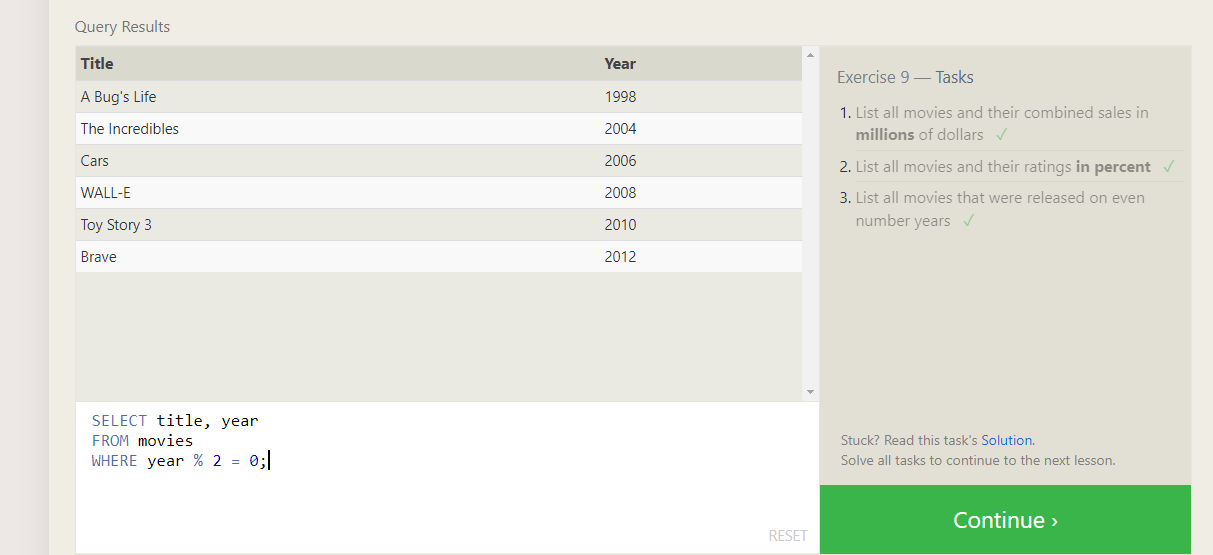 Query Results
Title Year
A Bug's Life 1998
The Incredibles 2004
Cars 2006
WALL-E 2008
Toy Story 3 2010
Brave 2012
SELECT title, year
FROM movies
WHERE year % 2 = 0;
RESET
Exercise 9 — Tasks
1. List all movies and their combined sales in
millions of dollars ✓
2. List all movies and their ratings in percent ✓
3. List all movies that were released on even
number years ✓
Stuck? Read this task's Solution.
Solve all tasks to continue to the next lesson.
Continue ›